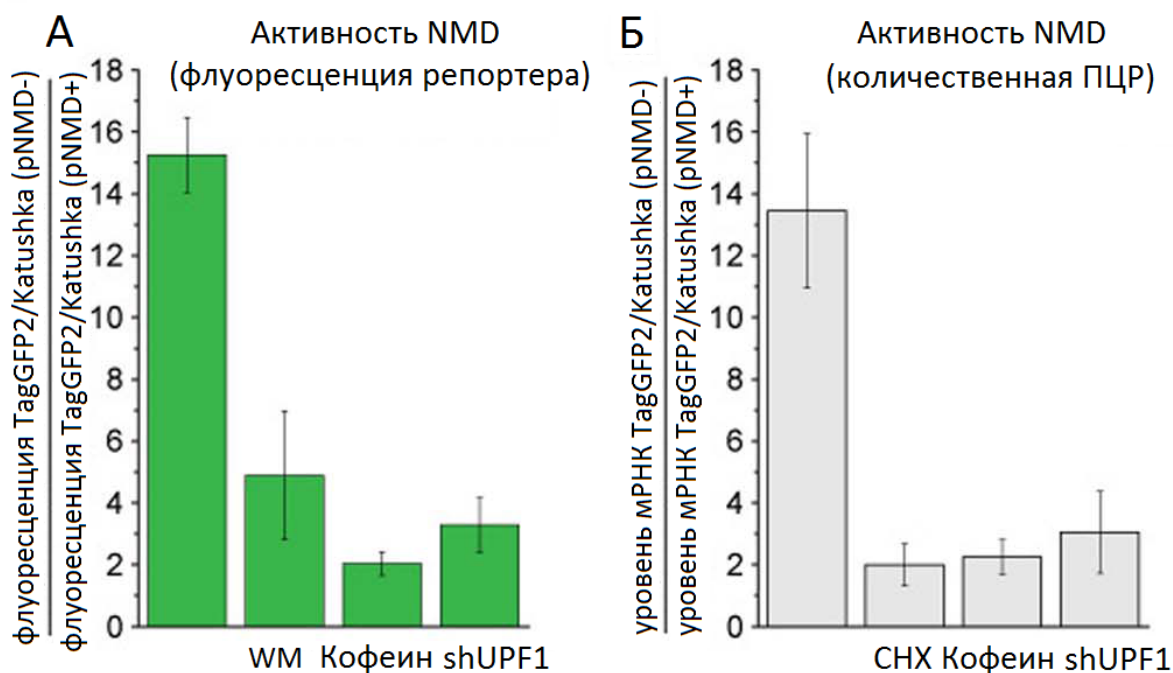 А
Активность NMD
(флуоресценция репортера)
флуоресценция TagGFP2/Katushka (pNMD-)
флуоресценция TagGFP2/Katushka (pNMD+)
18
16
14
12
10
8
6
4
2
0
WM Кофеин shUPF1
Б
Активность NMD
(количественная ПЦР)
уровень мРНК TagGFP2/Katushka (pNMD-)
уровень мРНК TagGFP2/Katushka (pNMD+)
18
16
14
12
10
8
6
4
2
0
CHX Кофеин shUPF1